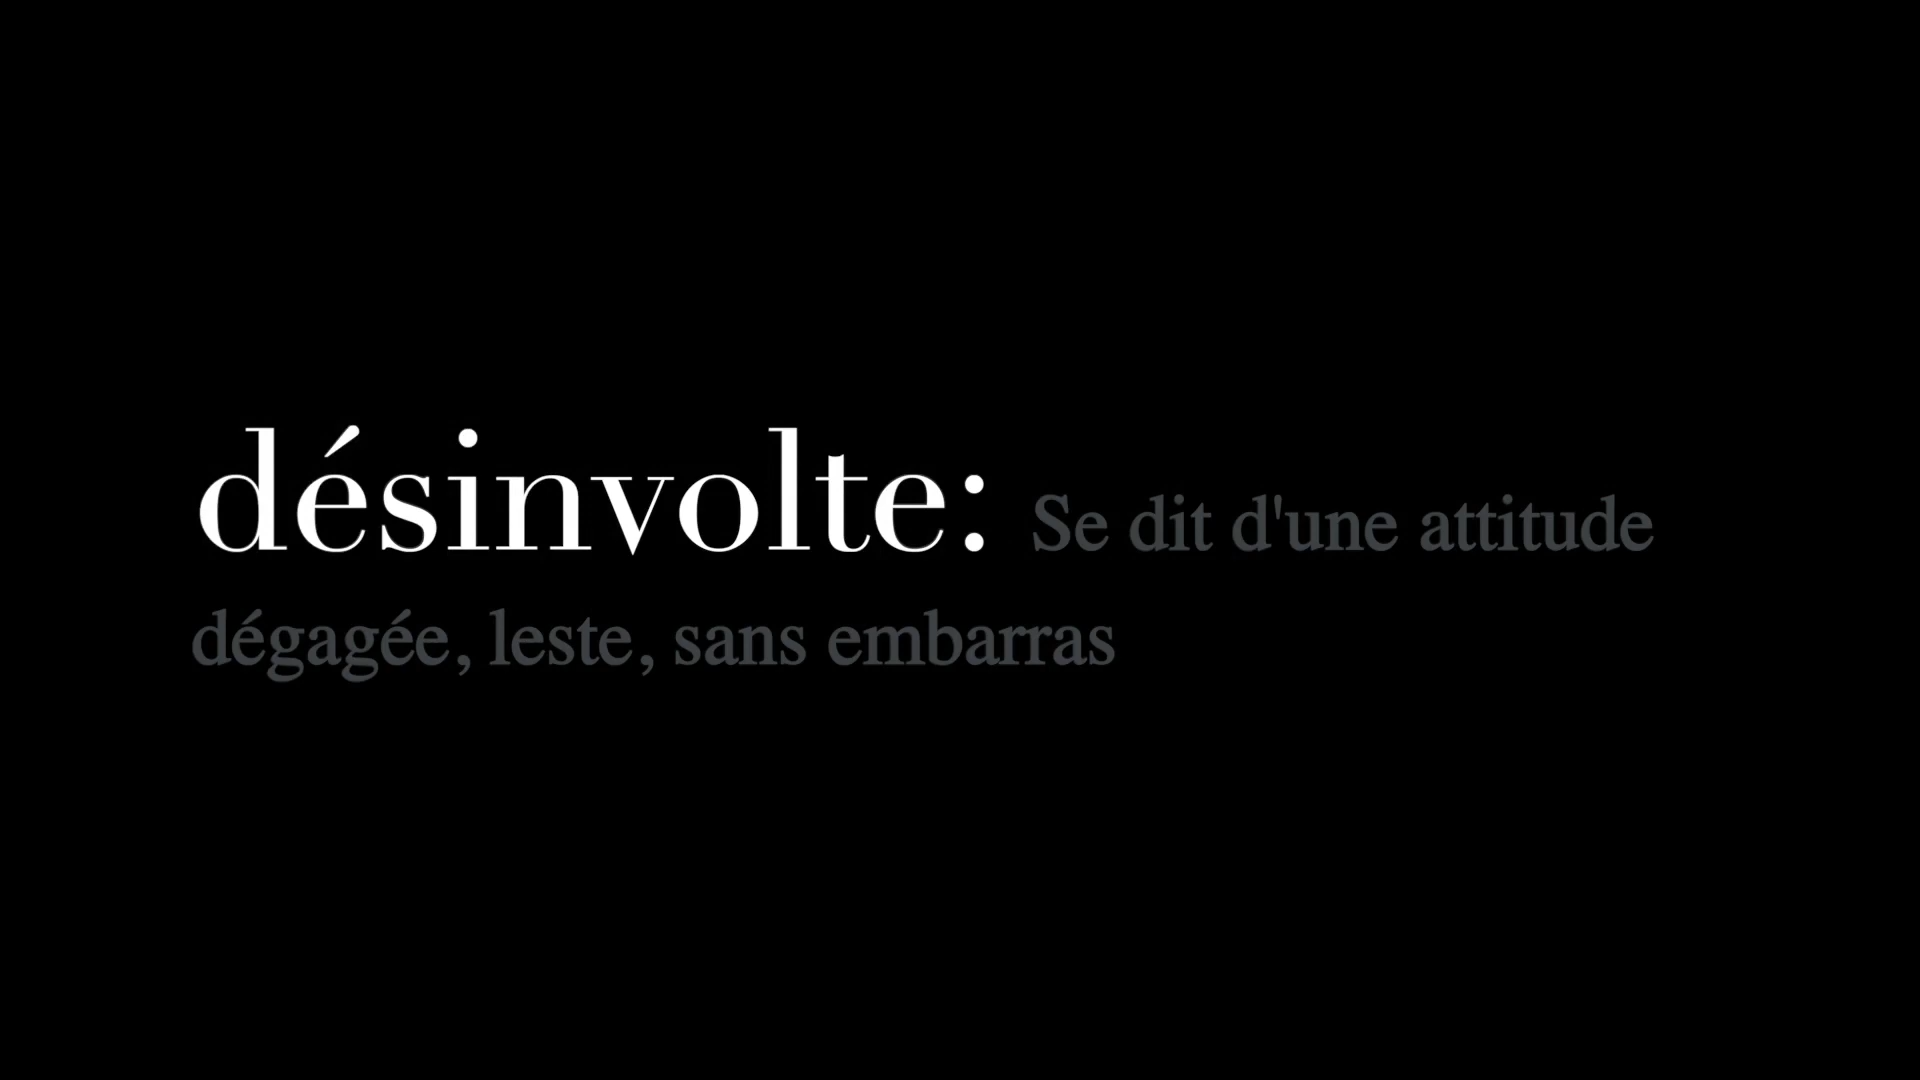 désinvolte: Se dit d'une attitude
dégagée, leste, sans embarras